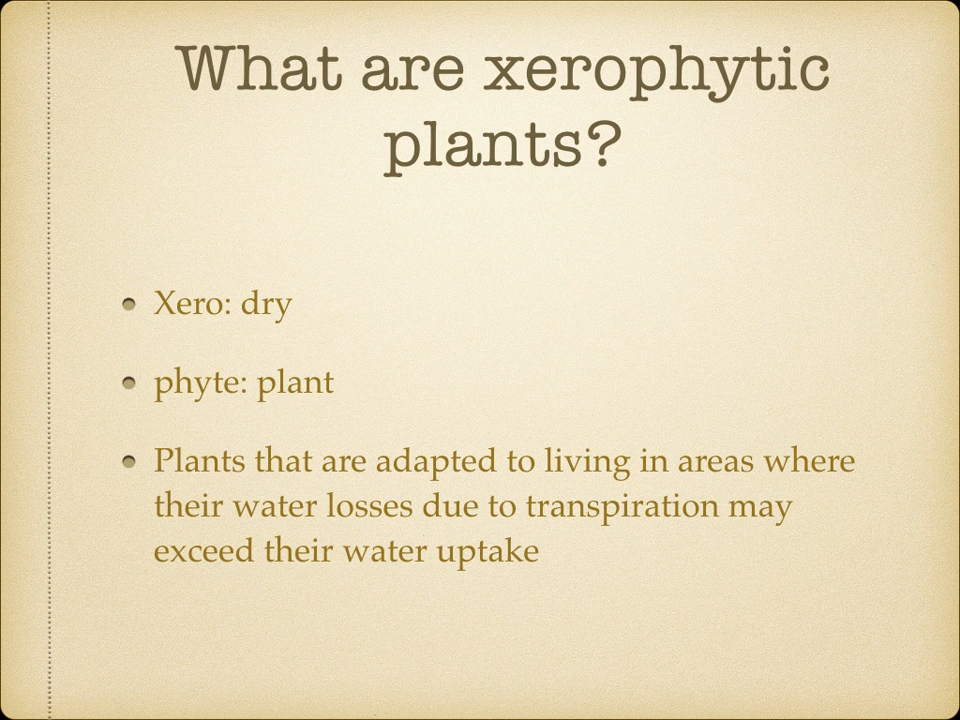 What are xerophytic
plants?
Xero: dry
phyte: plant
Plants that are adapted to living in areas where
their water losses due to transpiration may
exceed their water uptake